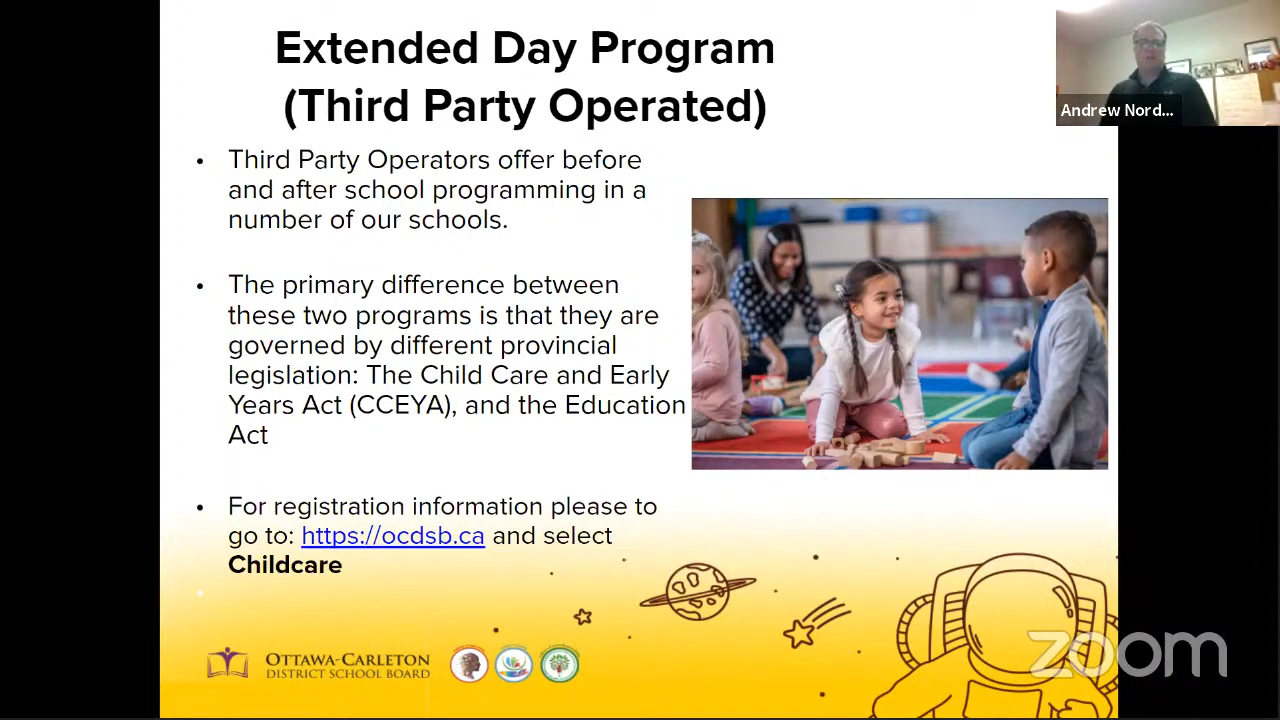 Extended Day Program
(Third Party Operated)
Andrew Nord...
• Third Party Operators offer before
and after school programming in a
number of our schools.
• The primary difference between
these two programs is that they are
governed by different provincial
legislation: The Child Care and Early
Years Act (CCEYA), and the Education
Act
• For registration information please to
go to: https://ocdsb.ca and select
Childcare
OTTAWA-CARLETON
DISTRICT SCHOOL BOARD
zoom